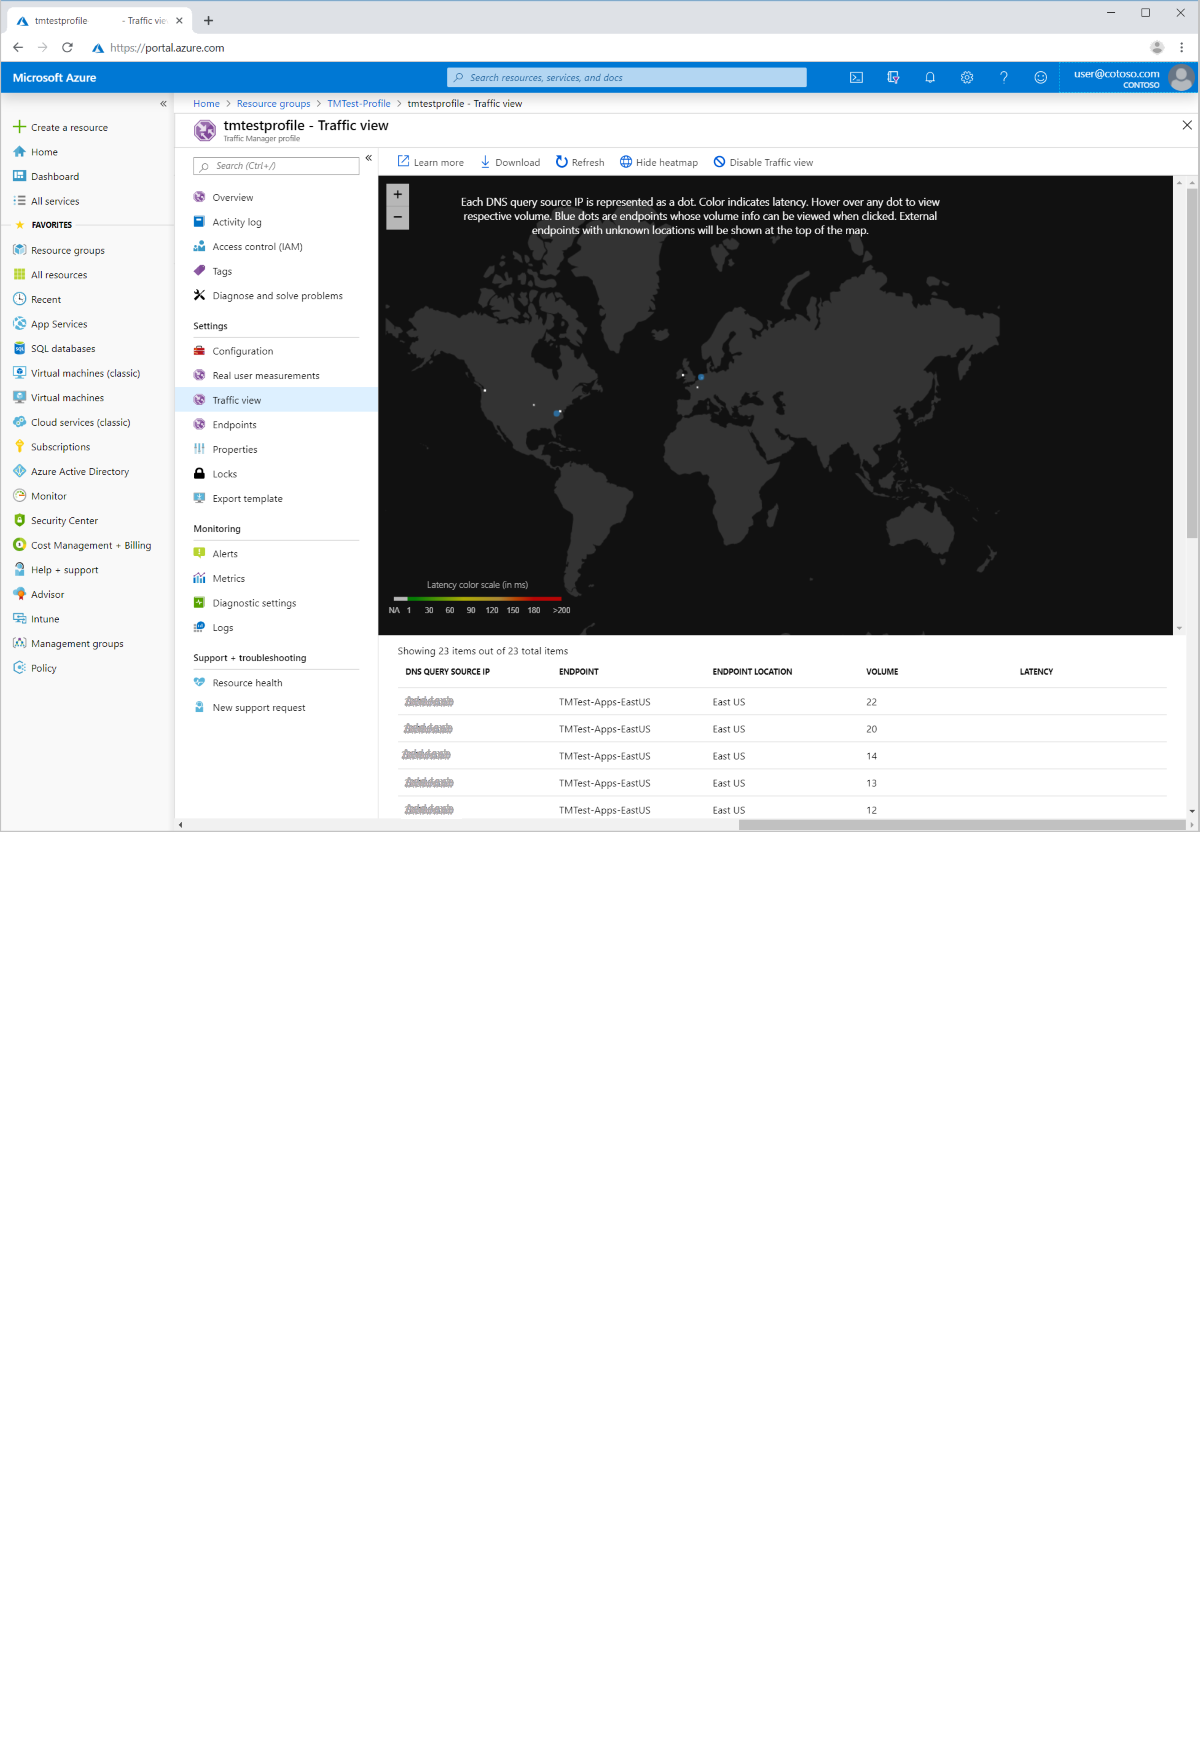 tmtestprofile - Traffic vie
https://portal.azure.com
Microsoft Azure
Search resources, services, and docs
user@cotoso.com
CONTOSO
Create a resource
Home
Dashboard
All services
FAVORITES
Resource groups
All resources
Recent
App Services
SQL databases
Virtual machines (classic)
Virtual machines
Cloud services (classic)
Subscriptions
Azure Active Directory
Monitor
Security Center
Cost Management + Billing
Help + support
Advisor
Intune
Management groups
Policy
Home > Resource groups > TMTest-Profile > tmtestprofile - Traffic view
tmtestprofile - Traffic view
Traffic Manager profile
Search (Ctrl+/)
Overview
Activity log
Access control (IAM)
Tags
Diagnose and solve problems
Settings
Configuration
Real user measurements
Traffic view
Endpoints
Properties
Locks
Export template
Monitoring
Alerts
Metrics
Diagnostic settings
Logs
Support + troubleshooting
Resource health
New support request
Learn more Download Refresh Hide heatmap Disable Traffic view
Each DNS query source IP is represented as a dot. Color indicates latency. Hover over any dot to view
respective volume. Blue dots are endpoints whose volume info can be viewed when clicked. External
endpoints with unknown locations will be shown at the top of the map.
Latency color scale (in ms)
NA 1 30 60 90 120 150 180 >200
Showing 23 items out of 23 total items
DNS QUERY SOURCE IP ENDPOINT ENDPOINT LOCATION VOLUME LATENCY
TMTest-Apps-EastUS East US 22
TMTest-Apps-EastUS East US 20
TMTest-Apps-EastUS East US 14
TMTest-Apps-EastUS East US 13
TMTest-Apps-EastUS East US 12